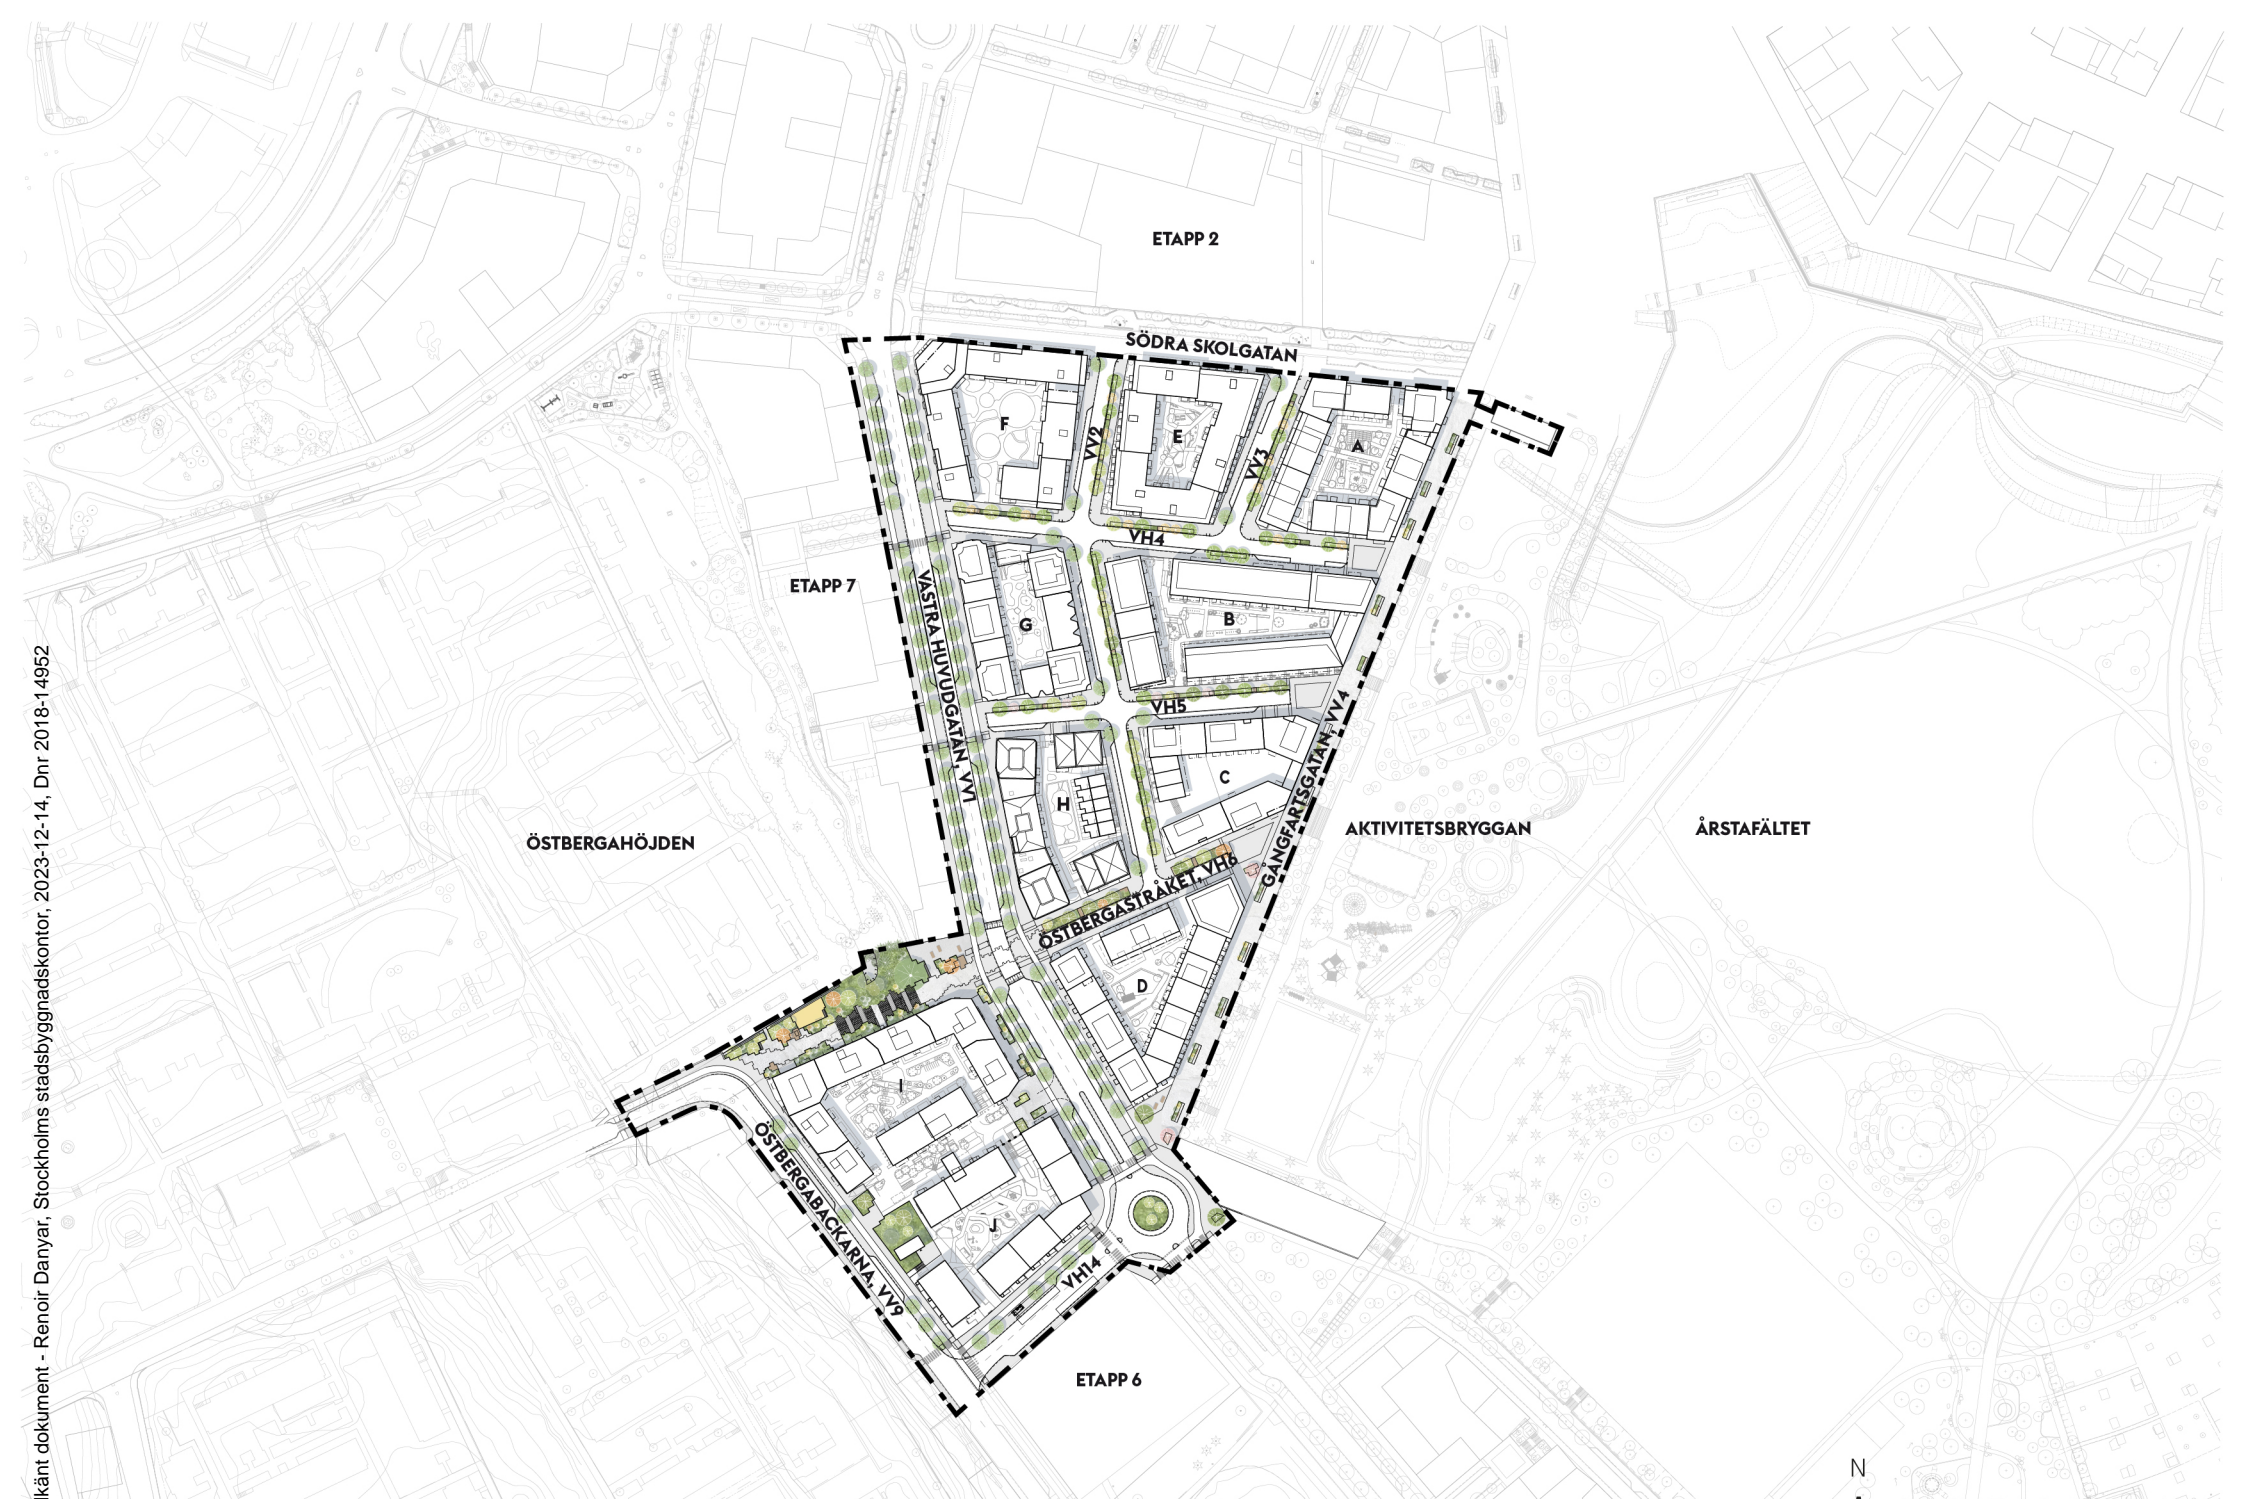 ETAPP 2
SÖDRA SKOLGATAN
F
E
A
VV2
VV3
VH4
ETAPP 7
VÄSTRA HUVUDGATAN, VV1
G
B
VH5
GÅNGFARTSGATAN, VV4
H
C
ÖSTBERGAHÖJDEN
AKTIVITETSBRYGGAN
ÅRSTAFÄLTET
ÖSTBERGASTRÅKET, VH6
D
I
ÖSTBERGABACKARNA, VV9
J
VH14
ETAPP 6
N
lkänt dokument - Renoir Danyar, Stockholms stadsbyggnadskontor, 2023-12-14, Dnr 2018-14952